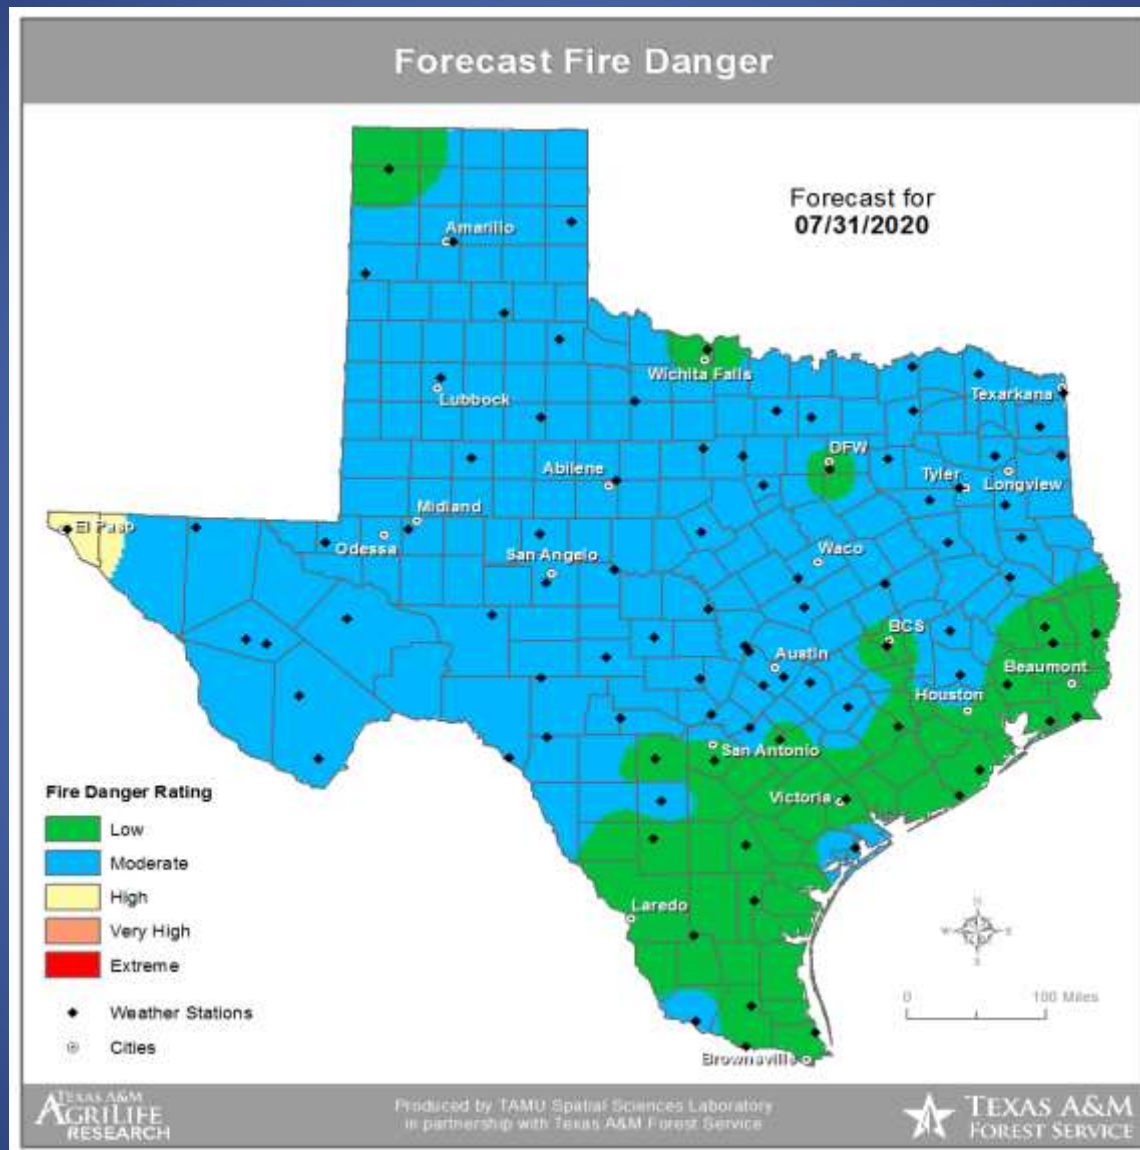 Forecast Fire Danger
Forecast for
07/31/2020
Amarillo
Wichita Falls
Lubbock
Texarkana
DFW
Abilene
Tyler
Longview
Midland
El Paso
Odessa
San Angelo
Waco
BCS
Austin
Beaumont
Houston
San Antonio
Victoria
Laredo
Brownsville
Fire Danger Rating
Low
Moderate
High
Very High
Extreme
Weather Stations
Cities
N
W E
S
0 100 Miles
TEXAS A&M
AGRILIFE
RESEARCH
Produced by TAMU Spatial Sciences Laboratory
in partnership with Texas A&M Forest Service
TEXAS A&M
FOREST SERVICE